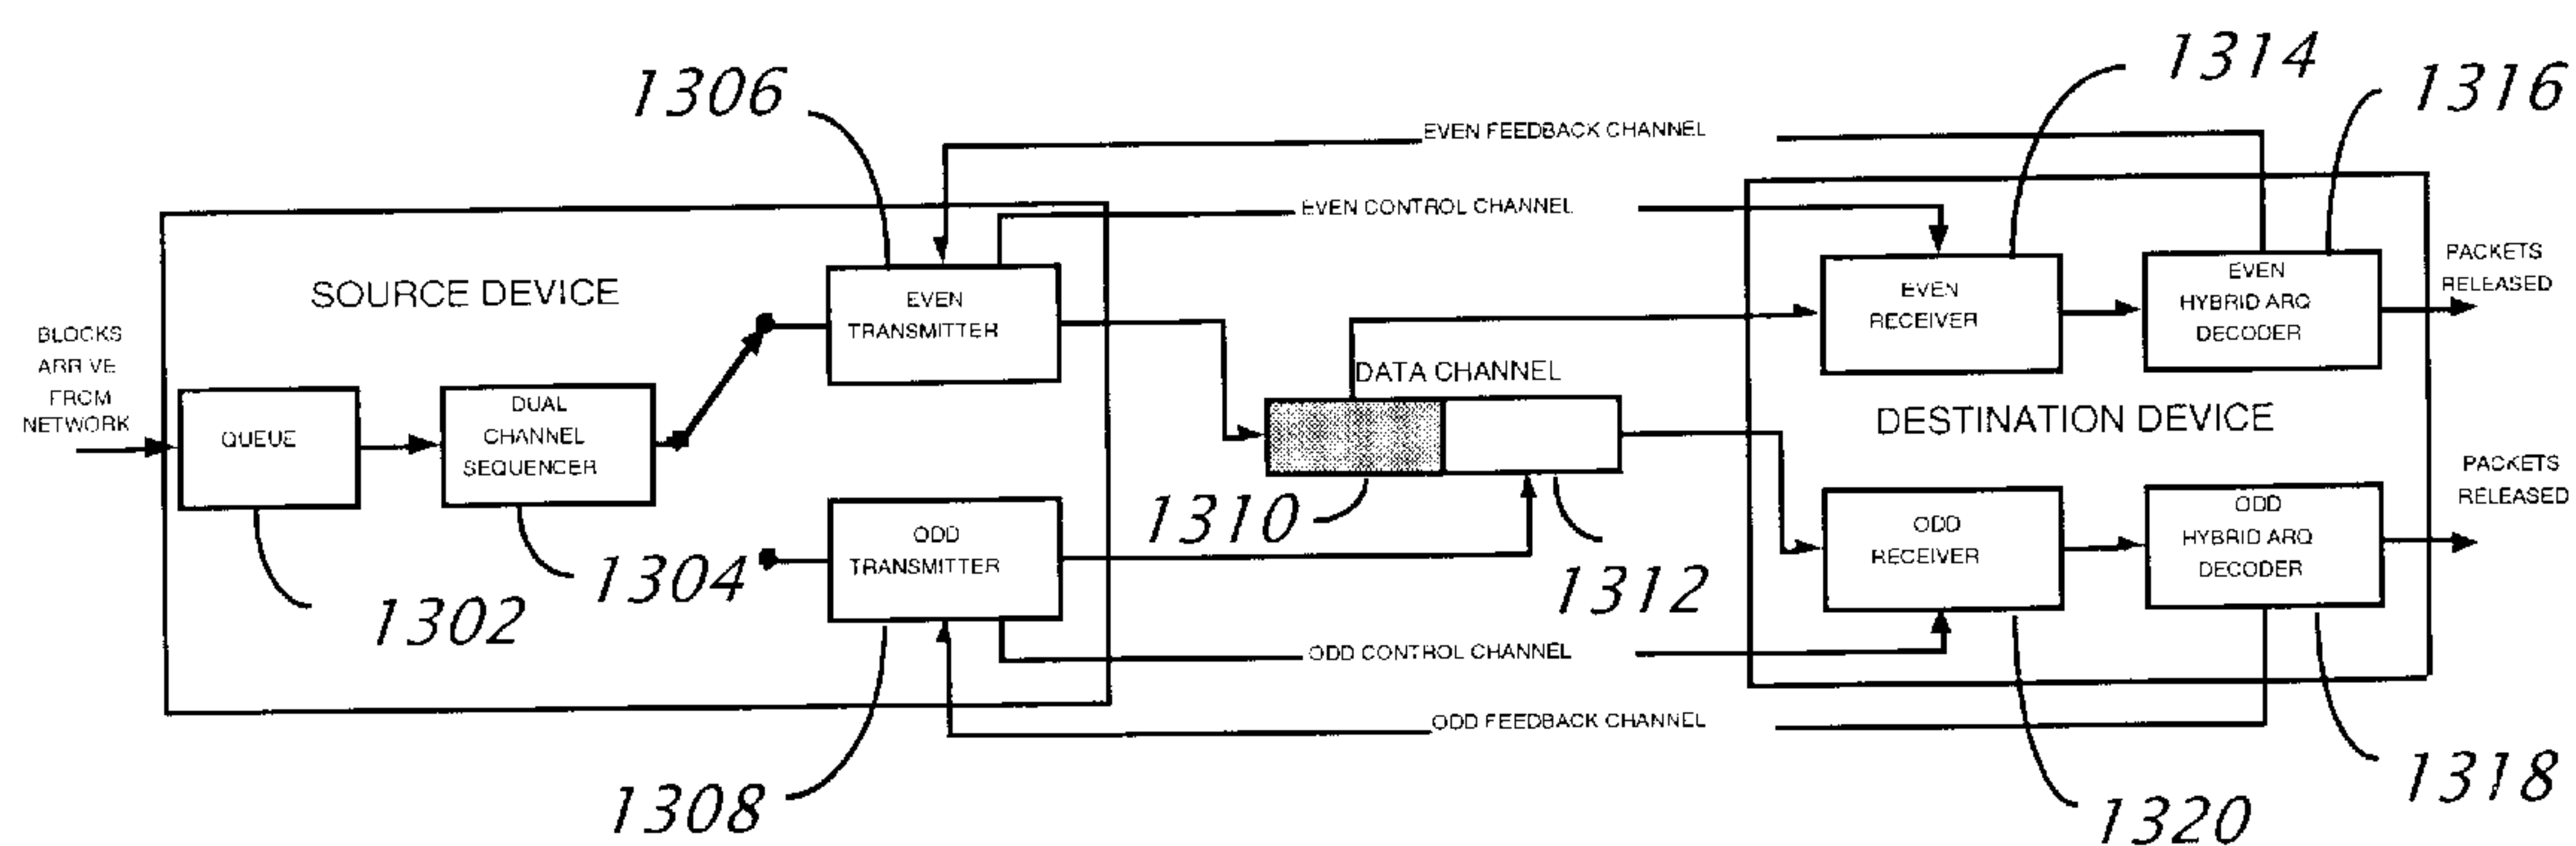 1306
1314
1316
EVEN FEEDBACK CHANNEL
EVEN CONTROL CHANNEL
SOURCE DEVICE
BLOCKS
ARRIVE
FROM
NETWORK
QUEUE
DUAL
CHANNEL
SEQUENCER
EVEN
TRANSMITTER
ODD
TRANSMITTER
DATA CHANNEL
EVEN
RECEIVER
EVEN
HYBRID ARQ
DECODER
PACKETS
RELEASED
DESTINATION DEVICE
ODD
RECEIVER
ODD
HYBRID ARQ
DECODER
PACKETS
RELEASED
1310
1304
1302
1312
ODD CONTROL CHANNEL
ODD FEEDBACK CHANNEL
1308
1320
1318